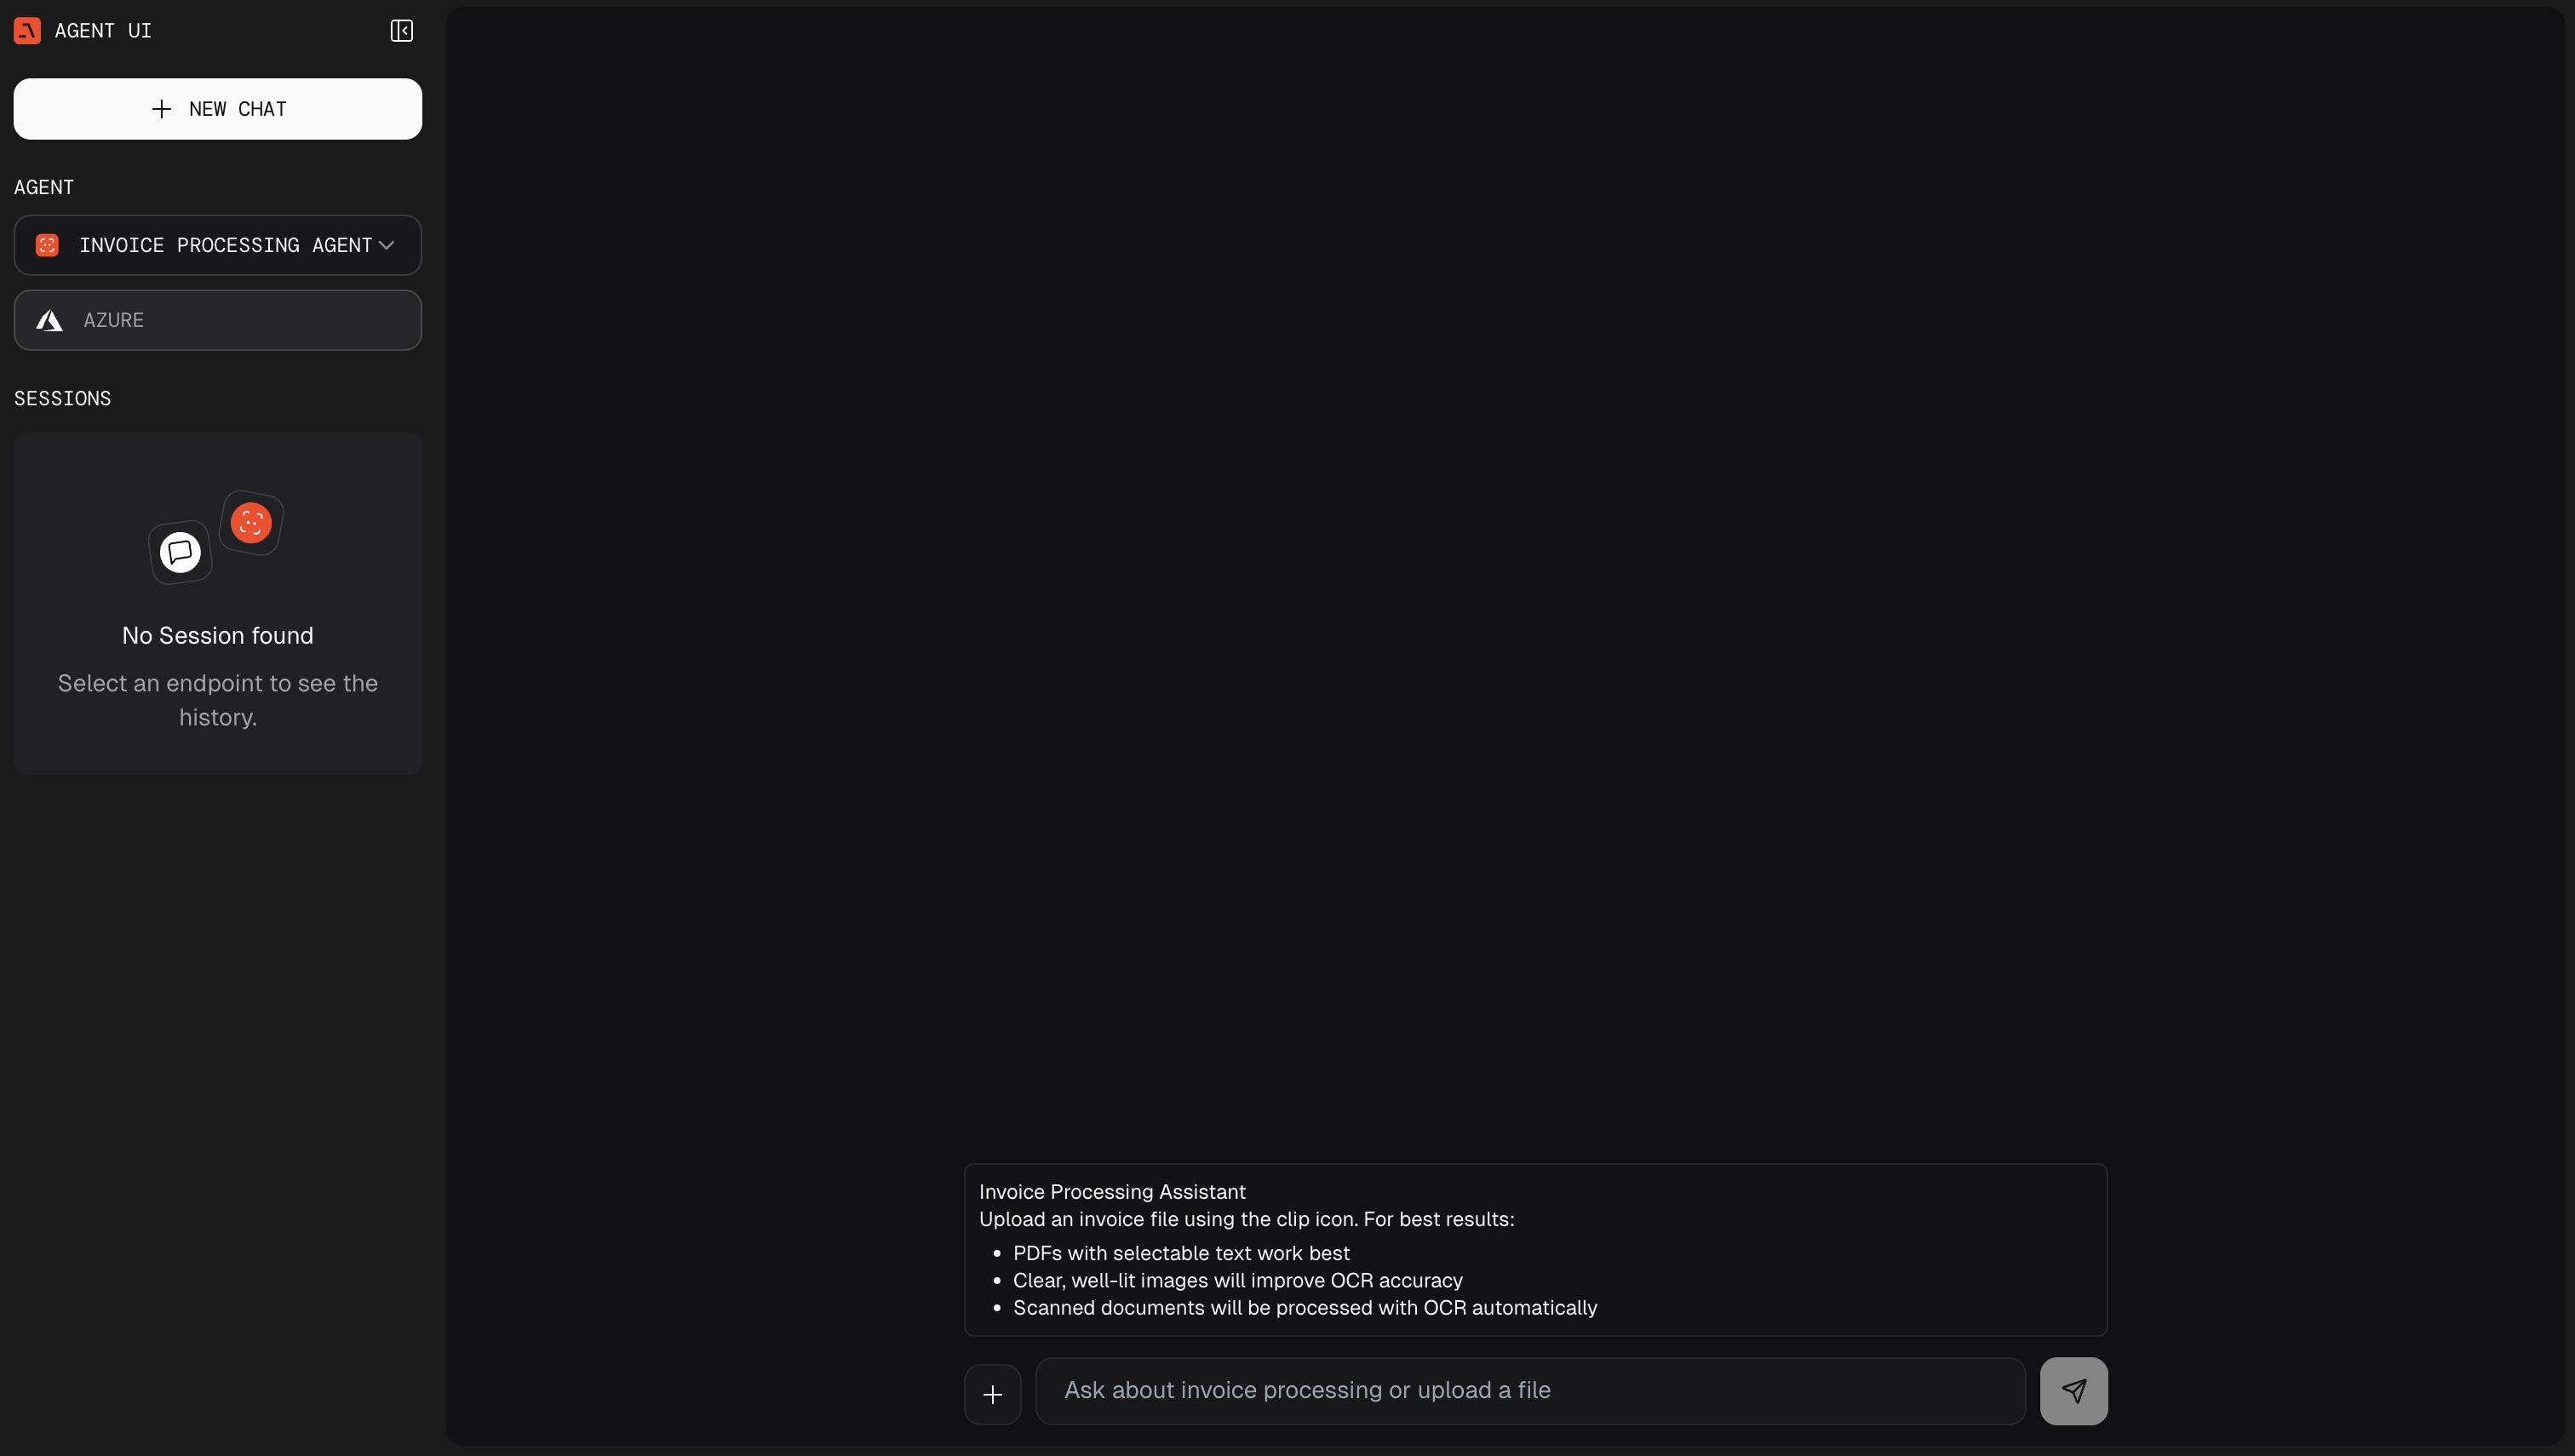 AGENT UI
NEW CHAT
AGENT
INVOICE PROCESSING AGENT
AZURE
SESSIONS
No Session found
Select an endpoint to see the
history.
Invoice Processing Assistant
Upload an invoice file using the clip icon. For best results:
• PDFs with selectable text work best
• Clear, well-lit images will improve OCR accuracy
• Scanned documents will be processed with OCR automatically
Ask about invoice processing or upload a file